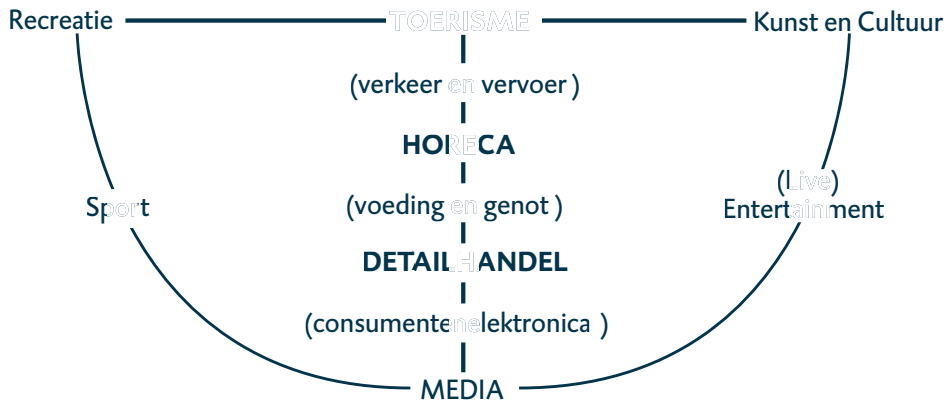 Recreatie TOERISME Kunst en Cultuur
(verkeer en vervoer )
HORECA
(Live)
Sport (voeding en genot ) Entertainment
DETAILHANDEL
(consumentenelektronica )
MEDIA